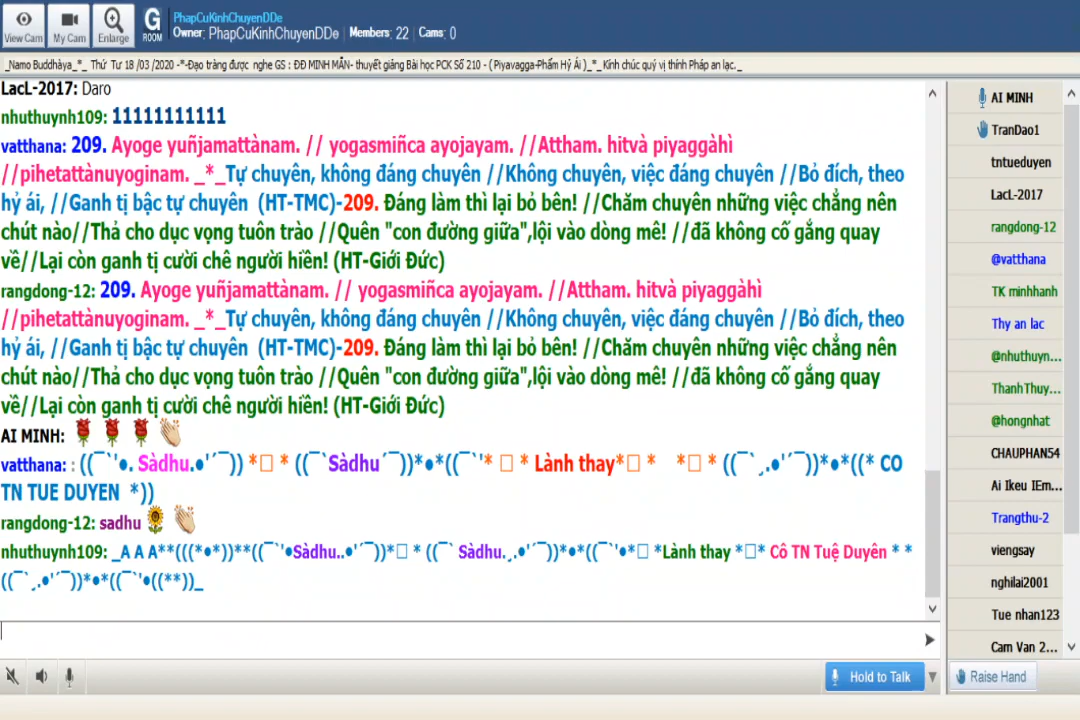 PhapCuKinhChuyenDDe
Owner: PhapCuKinhChuyenDDe | Members: 22 | Cams: 0
View Cam My Cam Enlarge G ROOM
_Namo Buddhàya_*_ Thứ Tư 18 /03 /2020 -*-Đạo tràng được nghe GS : ĐĐ MINH MẪN- thuyết giảng Bài học PCK Số 210 - ( Piyavagga-Phẩm Hỷ Ái )_*_Kính chúc quý vị thính Pháp an lạc._
LacL-2017: Daro
nhuthuynh109: 11111111111
vatthana: 209. Ayoge yuñjamattànam. // yogasmiñca ayojayam. //Attham. hitvà piyaggàhì
//pihetattànuyoginam. _*_Tự chuyên, không đáng chuyên //Không chuyên, việc đáng chuyên //Bỏ đích, theo
hỷ ái, //Ganh tị bậc tự chuyên (HT-TMC)-209. Đáng làm thì lại bỏ bên! //Chăm chuyên những việc chẳng nên
chút nào//Thả cho dục vọng tuôn trào //Quên "con đường giữa",lội vào dòng mê! //đã không cố gắng quay
về//Lại còn ganh tị cười chê người hiền! (HT-Giới Đức)
rangdong-12: 209. Ayoge yuñjamattànam. // yogasmiñca ayojayam. //Attham. hitvà piyaggàhì
//pihetattànuyoginam. _*_Tự chuyên, không đáng chuyên //Không chuyên, việc đáng chuyên //Bỏ đích, theo
hỷ ái, //Ganh tị bậc tự chuyên (HT-TMC)-209. Đáng làm thì lại bỏ bên! //Chăm chuyên những việc chẳng nên
chút nào//Thả cho dục vọng tuôn trào //Quên "con đường giữa",lội vào dòng mê! //đã không cố gắng quay
về//Lại còn ganh tị cười chê người hiền! (HT-Giới Đức)
AI MINH: 🌹 🌹 🌹 👏
vatthana: : ((¯`'•. Sàdhu.•'´¯)) *▯ * ((¯`Sàdhu´¯))*•*((¯`'* ▯ * Lành thay*▯ * *▯ * ((¯`¸.•'´¯))*•*((* CO
TN TUE DUYEN *))
rangdong-12: sadhu 🌻 👏
nhuthuynh109: _A A A**(((*•*))**((¯`'•Sàdhu..•'´¯))*▯ * ((¯` Sàdhu.¸.•'´¯))*•*((¯`'•*▯ *Lành thay *▯* Cô TN Tuệ Duyên * *
((¯`¸.•'´¯))*•*((¯`'•((**))_
AI MINH
TranDao1
tntueduyen
LacL-2017
rangdong-12
@vatthana
TK minhhanh
Thy an lac
@nhuthuyn...
ThanhThuy...
@hongnhat
CHAUPHAN54
Ai Ikeu IEm...
Trangthu-2
viengsay
nghilai2001
Tue nhan123
Cam Van 2...
Hold to Talk
Raise Hand